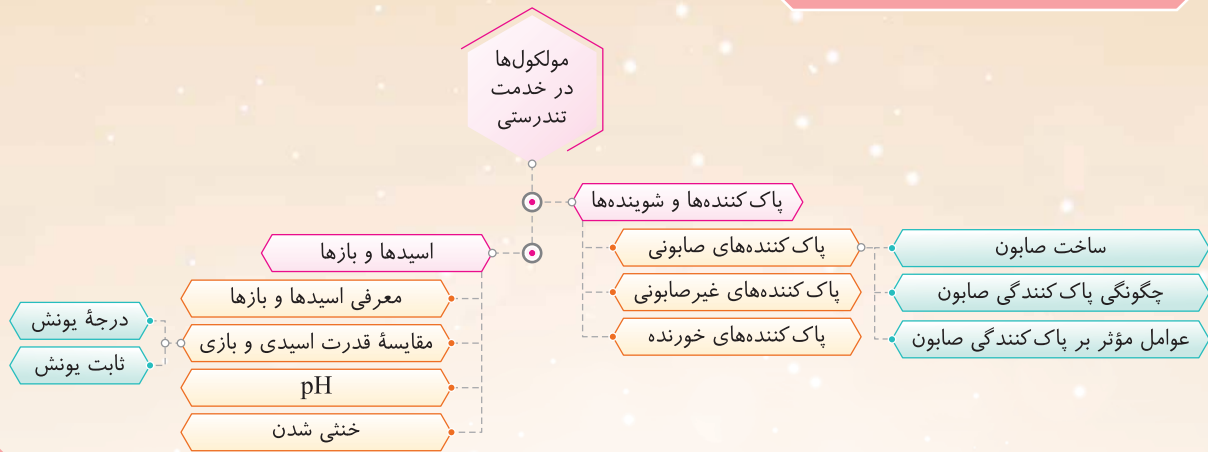 مولکول‌ها
در خدمت
تندرستی
پاک‌کننده‌ها و شوینده‌ها
پاک‌کننده‌های صابونی
ساخت صابون
چگونگی پاک‌کنندگی صابون
عوامل مؤثر بر پاک‌کنندگی صابون
پاک‌کننده‌های غیرصابونی
پاک‌کننده‌های خورنده
اسیدها و بازها
معرفی اسیدها و بازها
مقایسهٔ قدرت اسیدی و بازی
درجهٔ یونش
ثابت یونش
pH
خنثی شدن